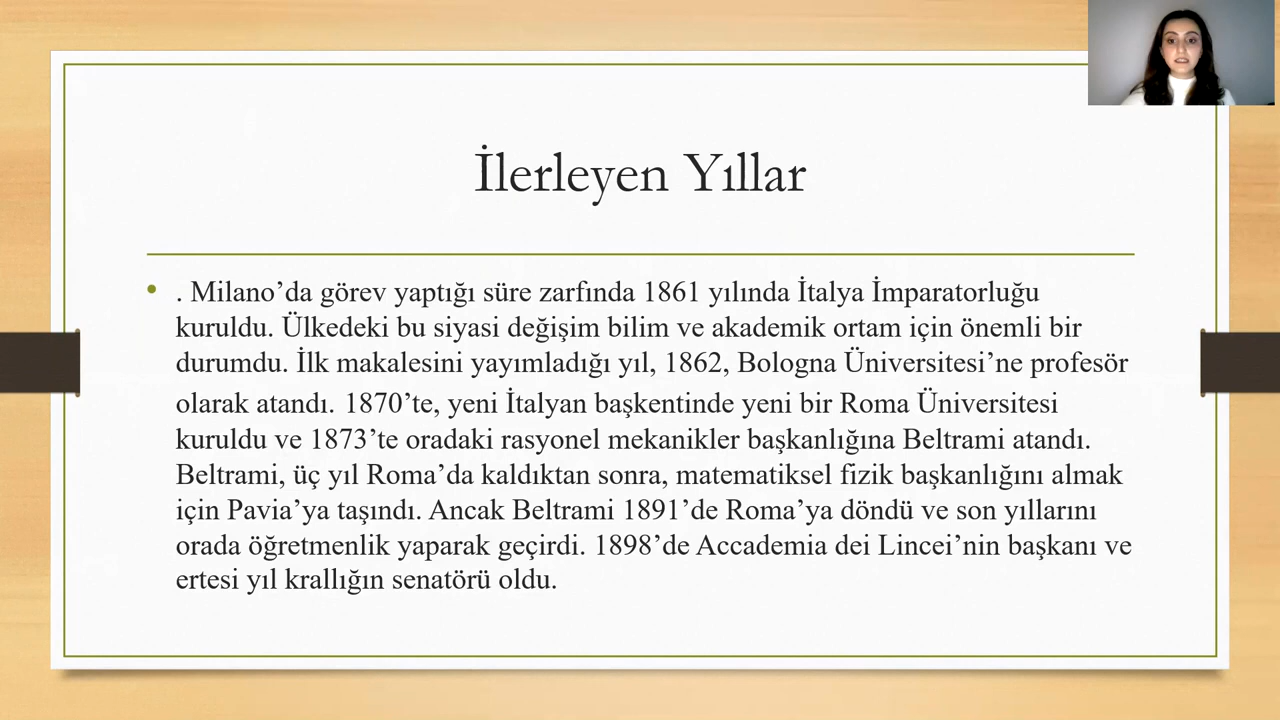 İlerleyen Yıllar
• . Milano’da görev yaptığı süre zarfında 1861 yılında İtalya İmparatorluğu
kuruldu. Ülkedeki bu siyasi değişim bilim ve akademik ortam için önemli bir
durumdu. İlk makalesini yayımladığı yıl, 1862, Bologna Üniversitesi’ne profesör
olarak atandı. 1870’te, yeni İtalyan başkentinde yeni bir Roma Üniversitesi
kuruldu ve 1873’te oradaki rasyonel mekanikler başkanlığına Beltrami atandı.
Beltrami, üç yıl Roma’da kaldıktan sonra, matematiksel fizik başkanlığını almak
için Pavia’ya taşındı. Ancak Beltrami 1891’de Roma’ya döndü ve son yıllarını
orada öğretmenlik yaparak geçirdi. 1898’de Accademia dei Lincei’nin başkanı ve
ertesi yıl krallığın senatörü oldu.